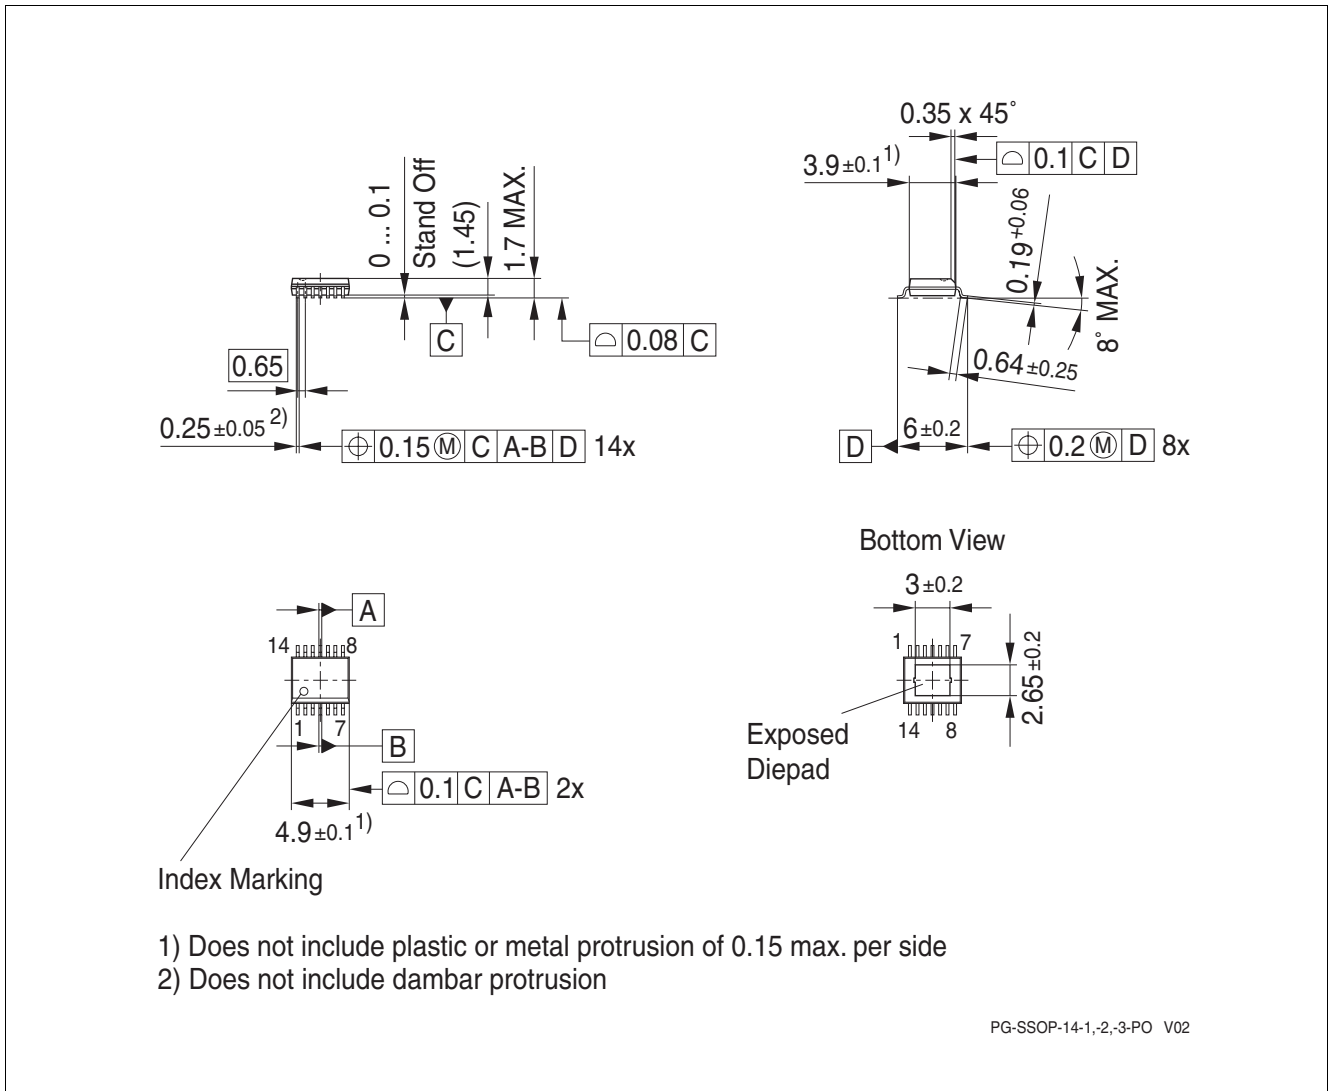 0 ... 0.1
Stand Off
(1.45)
1.7 MAX.
C
⌓ 0.08 C
0.65
0.25±0.05 2)
⌖ 0.15 Ⓜ C A-B D 14x
0.35 x 45°
3.9±0.1 1)
⌓ 0.1 C D
0.19 +0.06
8° MAX.
0.64±0.25
D
6±0.2
⌖ 0.2 Ⓜ D 8x
A
14 8
1 7
B
⌓ 0.1 C A-B 2x
4.9±0.1 1)
Index Marking
Bottom View
3±0.2
1 7
2.65±0.2
14 8
Exposed
Diepad
1) Does not include plastic or metal protrusion of 0.15 max. per side
2) Does not include dambar protrusion
PG-SSOP-14-1,-2,-3-PO V02